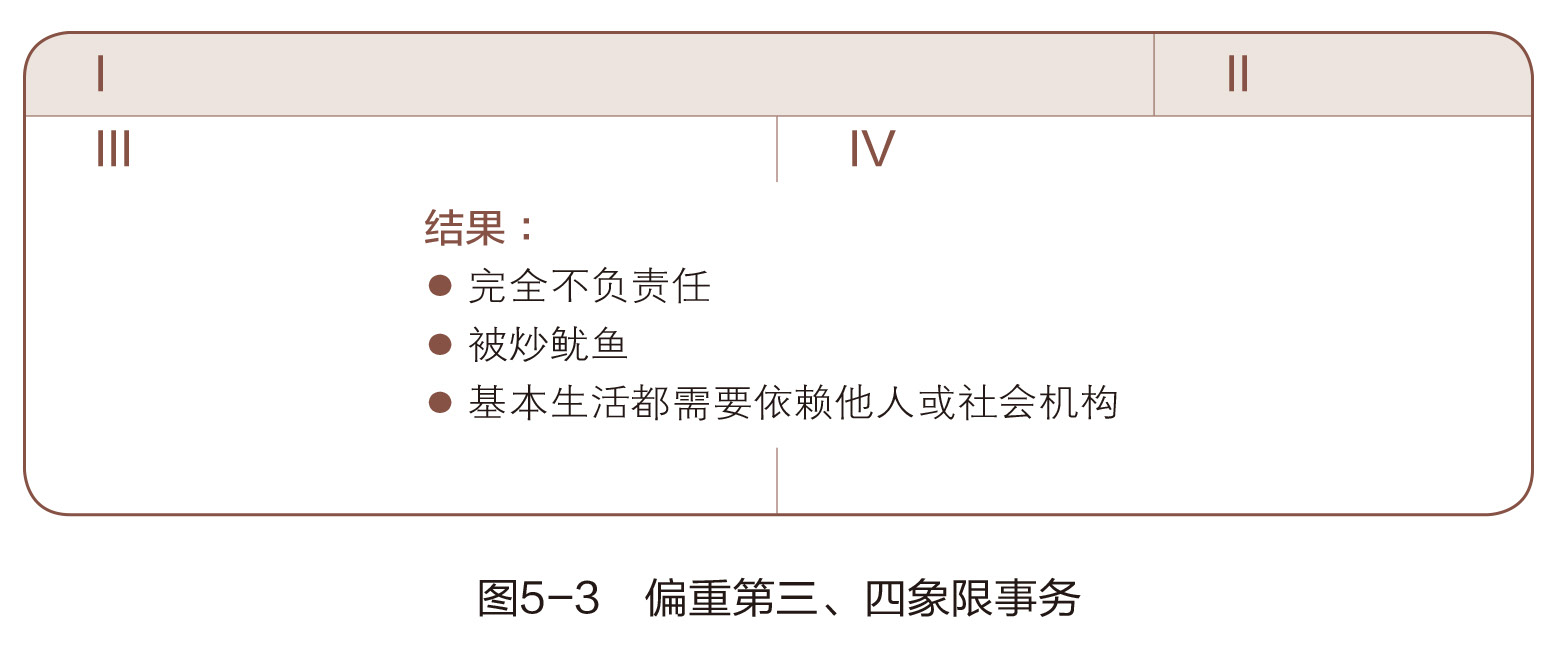 I
II
III
IV
结果：
● 完全不负责任
● 被炒鱿鱼
● 基本生活都需要依赖他人或社会机构
图5-3 偏重第三、四象限事务